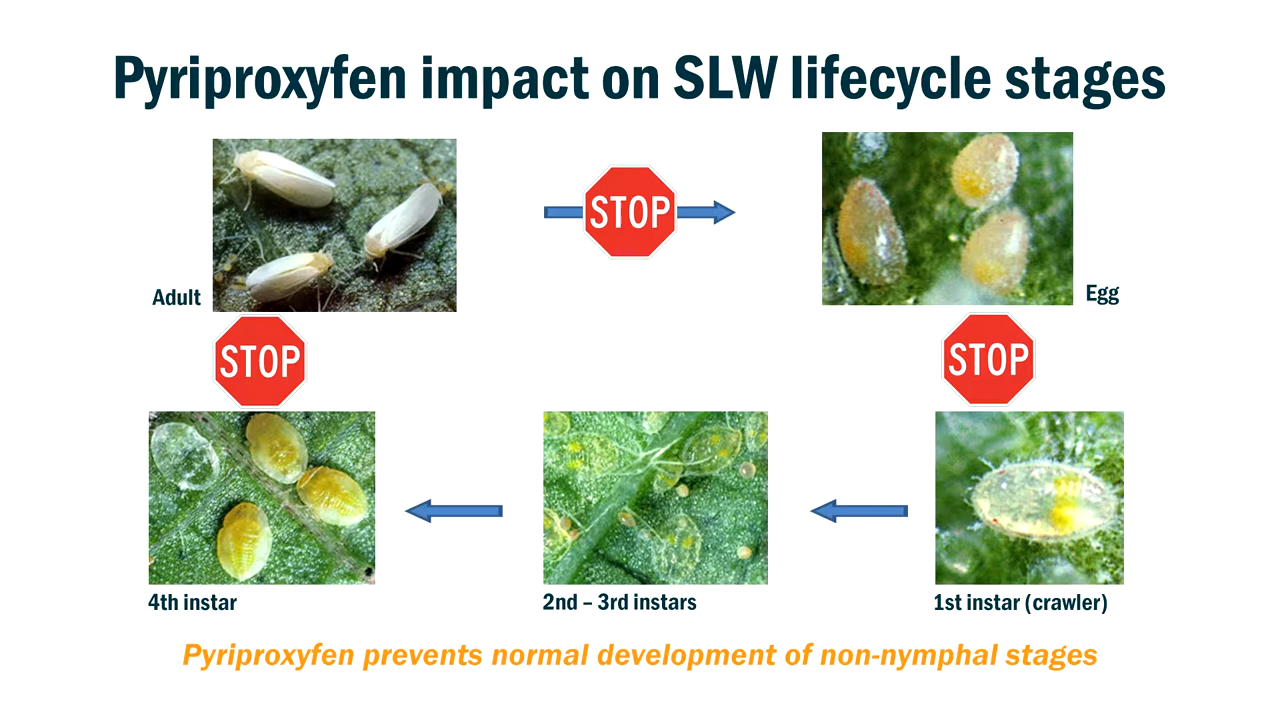 Pyriproxyfen impact on SLW lifecycle stages
STOP
Adult
Egg
STOP
STOP
4th instar
2nd – 3rd instars
1st instar (crawler)
Pyriproxyfen prevents normal development of non-nymphal stages